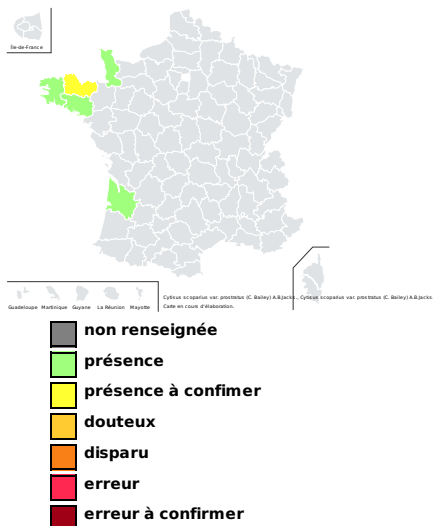 Île-de-France
Guadeloupe Martinique Guyane La Réunion Mayotte
Cytisus scoparius var. prostratus (C. Bailey) A.B.Jacks., Cytisus scoparius var. prostratus (C. Bailey) A.B.Jacks.
Carte en cours d'élaboration.
non renseignée
présence
présence à confimer
douteux
disparu
erreur
erreur à confirmer